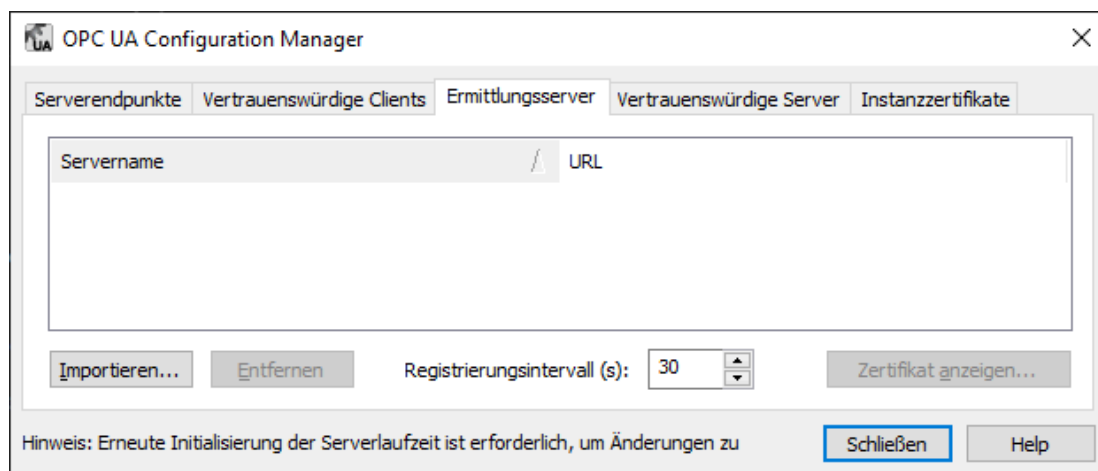 UA OPC UA Configuration Manager
Serverendpunkte Vertrauenswürdige Clients Ermittlungsserver Vertrauenswürdige Server Instanzzertifikate
Servername URL
Importieren... Entfernen Registrierungsintervall (s): 30 Zertifikat anzeigen...
Hinweis: Erneute Initialisierung der Serverlaufzeit ist erforderlich, um Änderungen zu Schließen Help